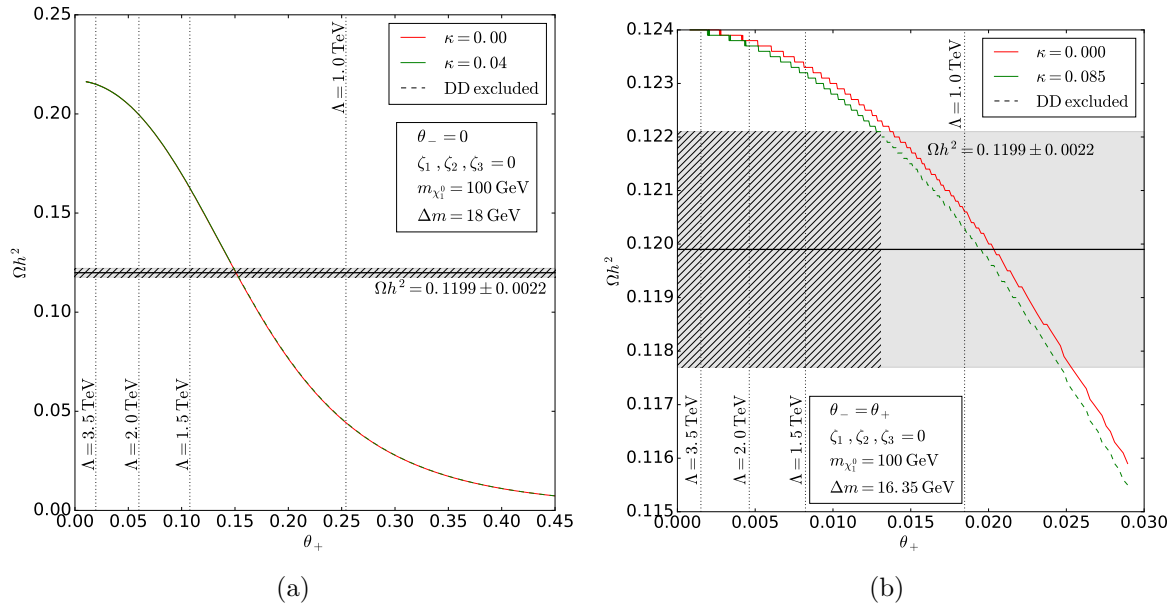 0.25
0.20
0.15
0.10
0.05
0.00
Ωh²
κ = 0.00
κ = 0.04
DD excluded
θ₋ = 0
ζ₁ , ζ₂ , ζ₃ = 0
m_χ₁⁰ = 100 GeV
Δm = 18 GeV
Λ = 1.0 TeV
Ωh² = 0.1199 ± 0.0022
Λ = 3.5 TeV
Λ = 2.0 TeV
Λ = 1.5 TeV
0.00 0.05 0.10 0.15 0.20 0.25 0.30 0.35 0.40 0.45
θ₊
(a)
0.124
0.123
0.122
0.121
0.120
0.119
0.118
0.117
0.116
0.115
Ωh²
κ = 0.000
κ = 0.085
DD excluded
Λ = 1.0 TeV
Ωh² = 0.1199 ± 0.0022
Λ = 3.5 TeV
Λ = 2.0 TeV
Λ = 1.5 TeV
θ₋ = θ₊
ζ₁ , ζ₂ , ζ₃ = 0
m_χ₁⁰ = 100 GeV
Δm = 16.35 GeV
0.000 0.005 0.010 0.015 0.020 0.025 0.030
θ₊
(b)